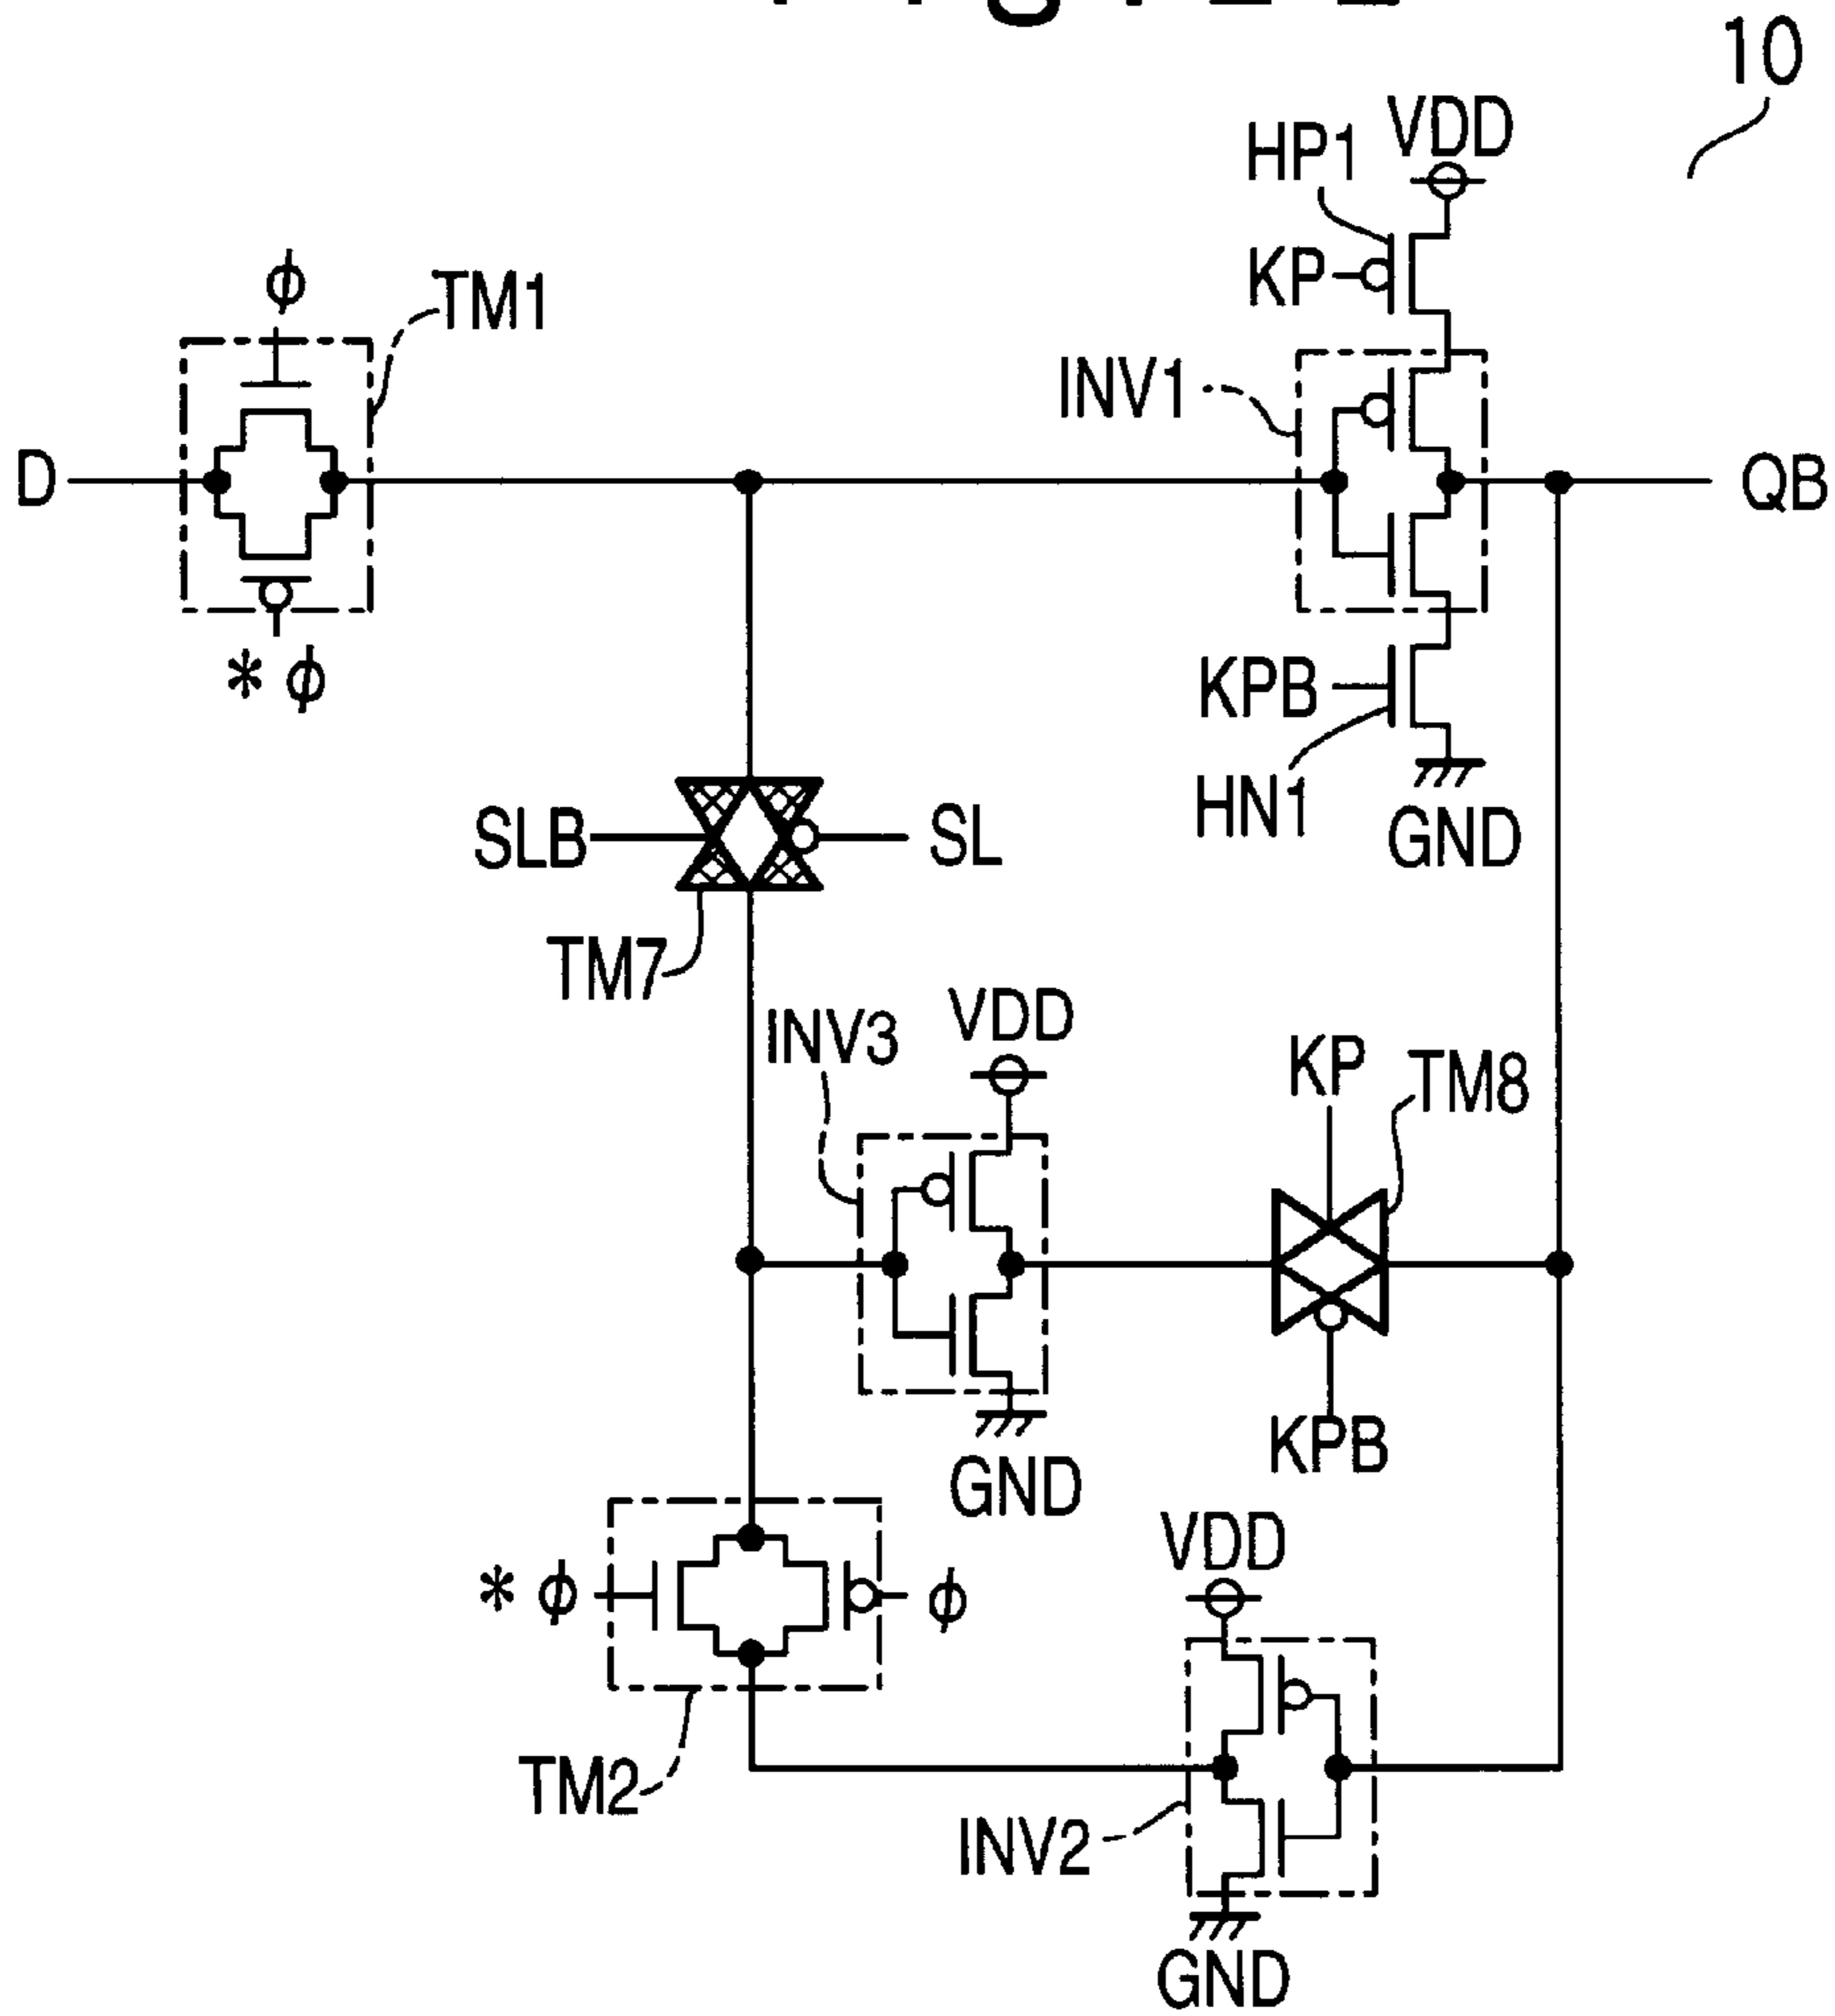 10
VDD
HP1
KP
ϕ
TM1
INV1
D
QB
*ϕ
KPB
HN1
GND
SLB
SL
TM7
VDD
INV3
KP
TM8
KPB
GND
VDD
*ϕ
ϕ
TM2
INV2
GND